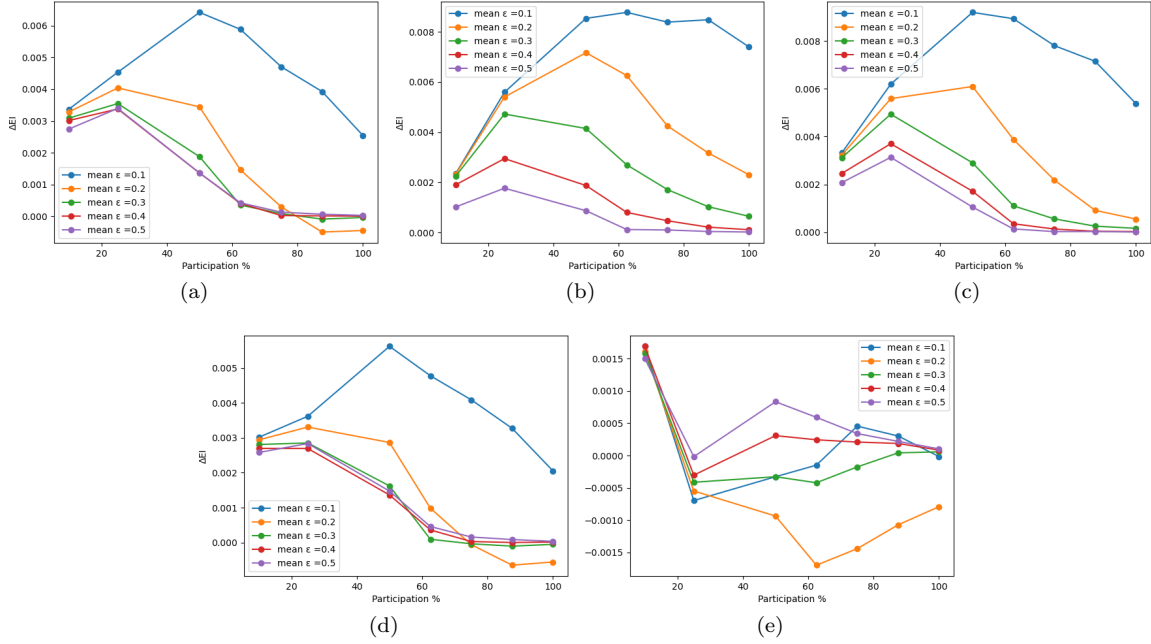 0.006
0.005
0.004
0.003
0.002
0.001
0.000
ΔEI
mean ε =0.1
mean ε =0.2
mean ε =0.3
mean ε =0.4
mean ε =0.5
20 40 60 80 100
Participation %
(a)
0.008
0.006
0.004
0.002
0.000
ΔEI
mean ε =0.1
mean ε =0.2
mean ε =0.3
mean ε =0.4
mean ε =0.5
20 40 60 80 100
Participation %
(b)
0.008
0.006
0.004
0.002
0.000
ΔEI
mean ε =0.1
mean ε =0.2
mean ε =0.3
mean ε =0.4
mean ε =0.5
20 40 60 80 100
Participation %
(c)
0.005
0.004
0.003
0.002
0.001
0.000
ΔEI
mean ε =0.1
mean ε =0.2
mean ε =0.3
mean ε =0.4
mean ε =0.5
20 40 60 80 100
Participation %
(d)
0.0015
0.0010
0.0005
0.0000
−0.0005
−0.0010
−0.0015
mean ε =0.1
mean ε =0.2
mean ε =0.3
mean ε =0.4
mean ε =0.5
20 40 60 80 100
Participation %
(e)